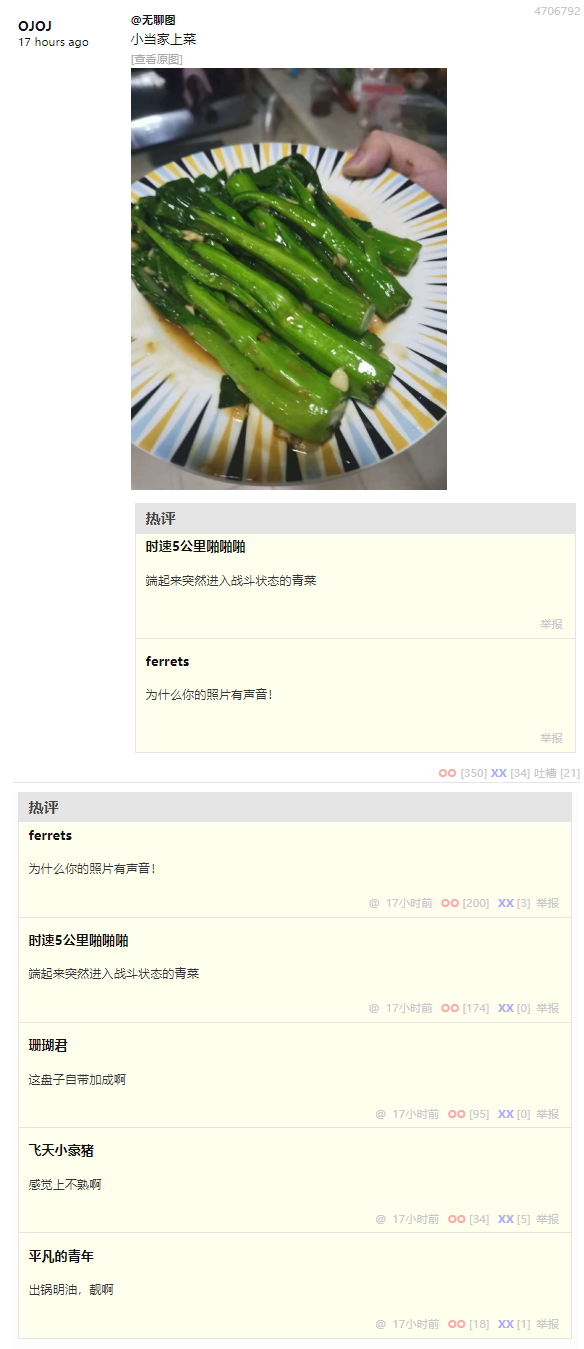 4706792
OJOJ
17 hours ago
@无聊图
小当家上菜
[查看原图]
热评
时速5公里啪啪啪
端起来突然进入战斗状态的青菜
举报
ferrets
为什么你的照片有声音！
举报
OO [350] XX [34] 吐槽 [21]
热评
ferrets
为什么你的照片有声音！
@ 17小时前 OO [200] XX [3] 举报
时速5公里啪啪啪
端起来突然进入战斗状态的青菜
@ 17小时前 OO [174] XX [0] 举报
珊瑚君
这盘子自带加成啊
@ 17小时前 OO [95] XX [0] 举报
飞天小豪猪
感觉上不熟啊
@ 17小时前 OO [34] XX [5] 举报
平凡的青年
出锅明油，靓啊
@ 17小时前 OO [18] XX [1] 举报